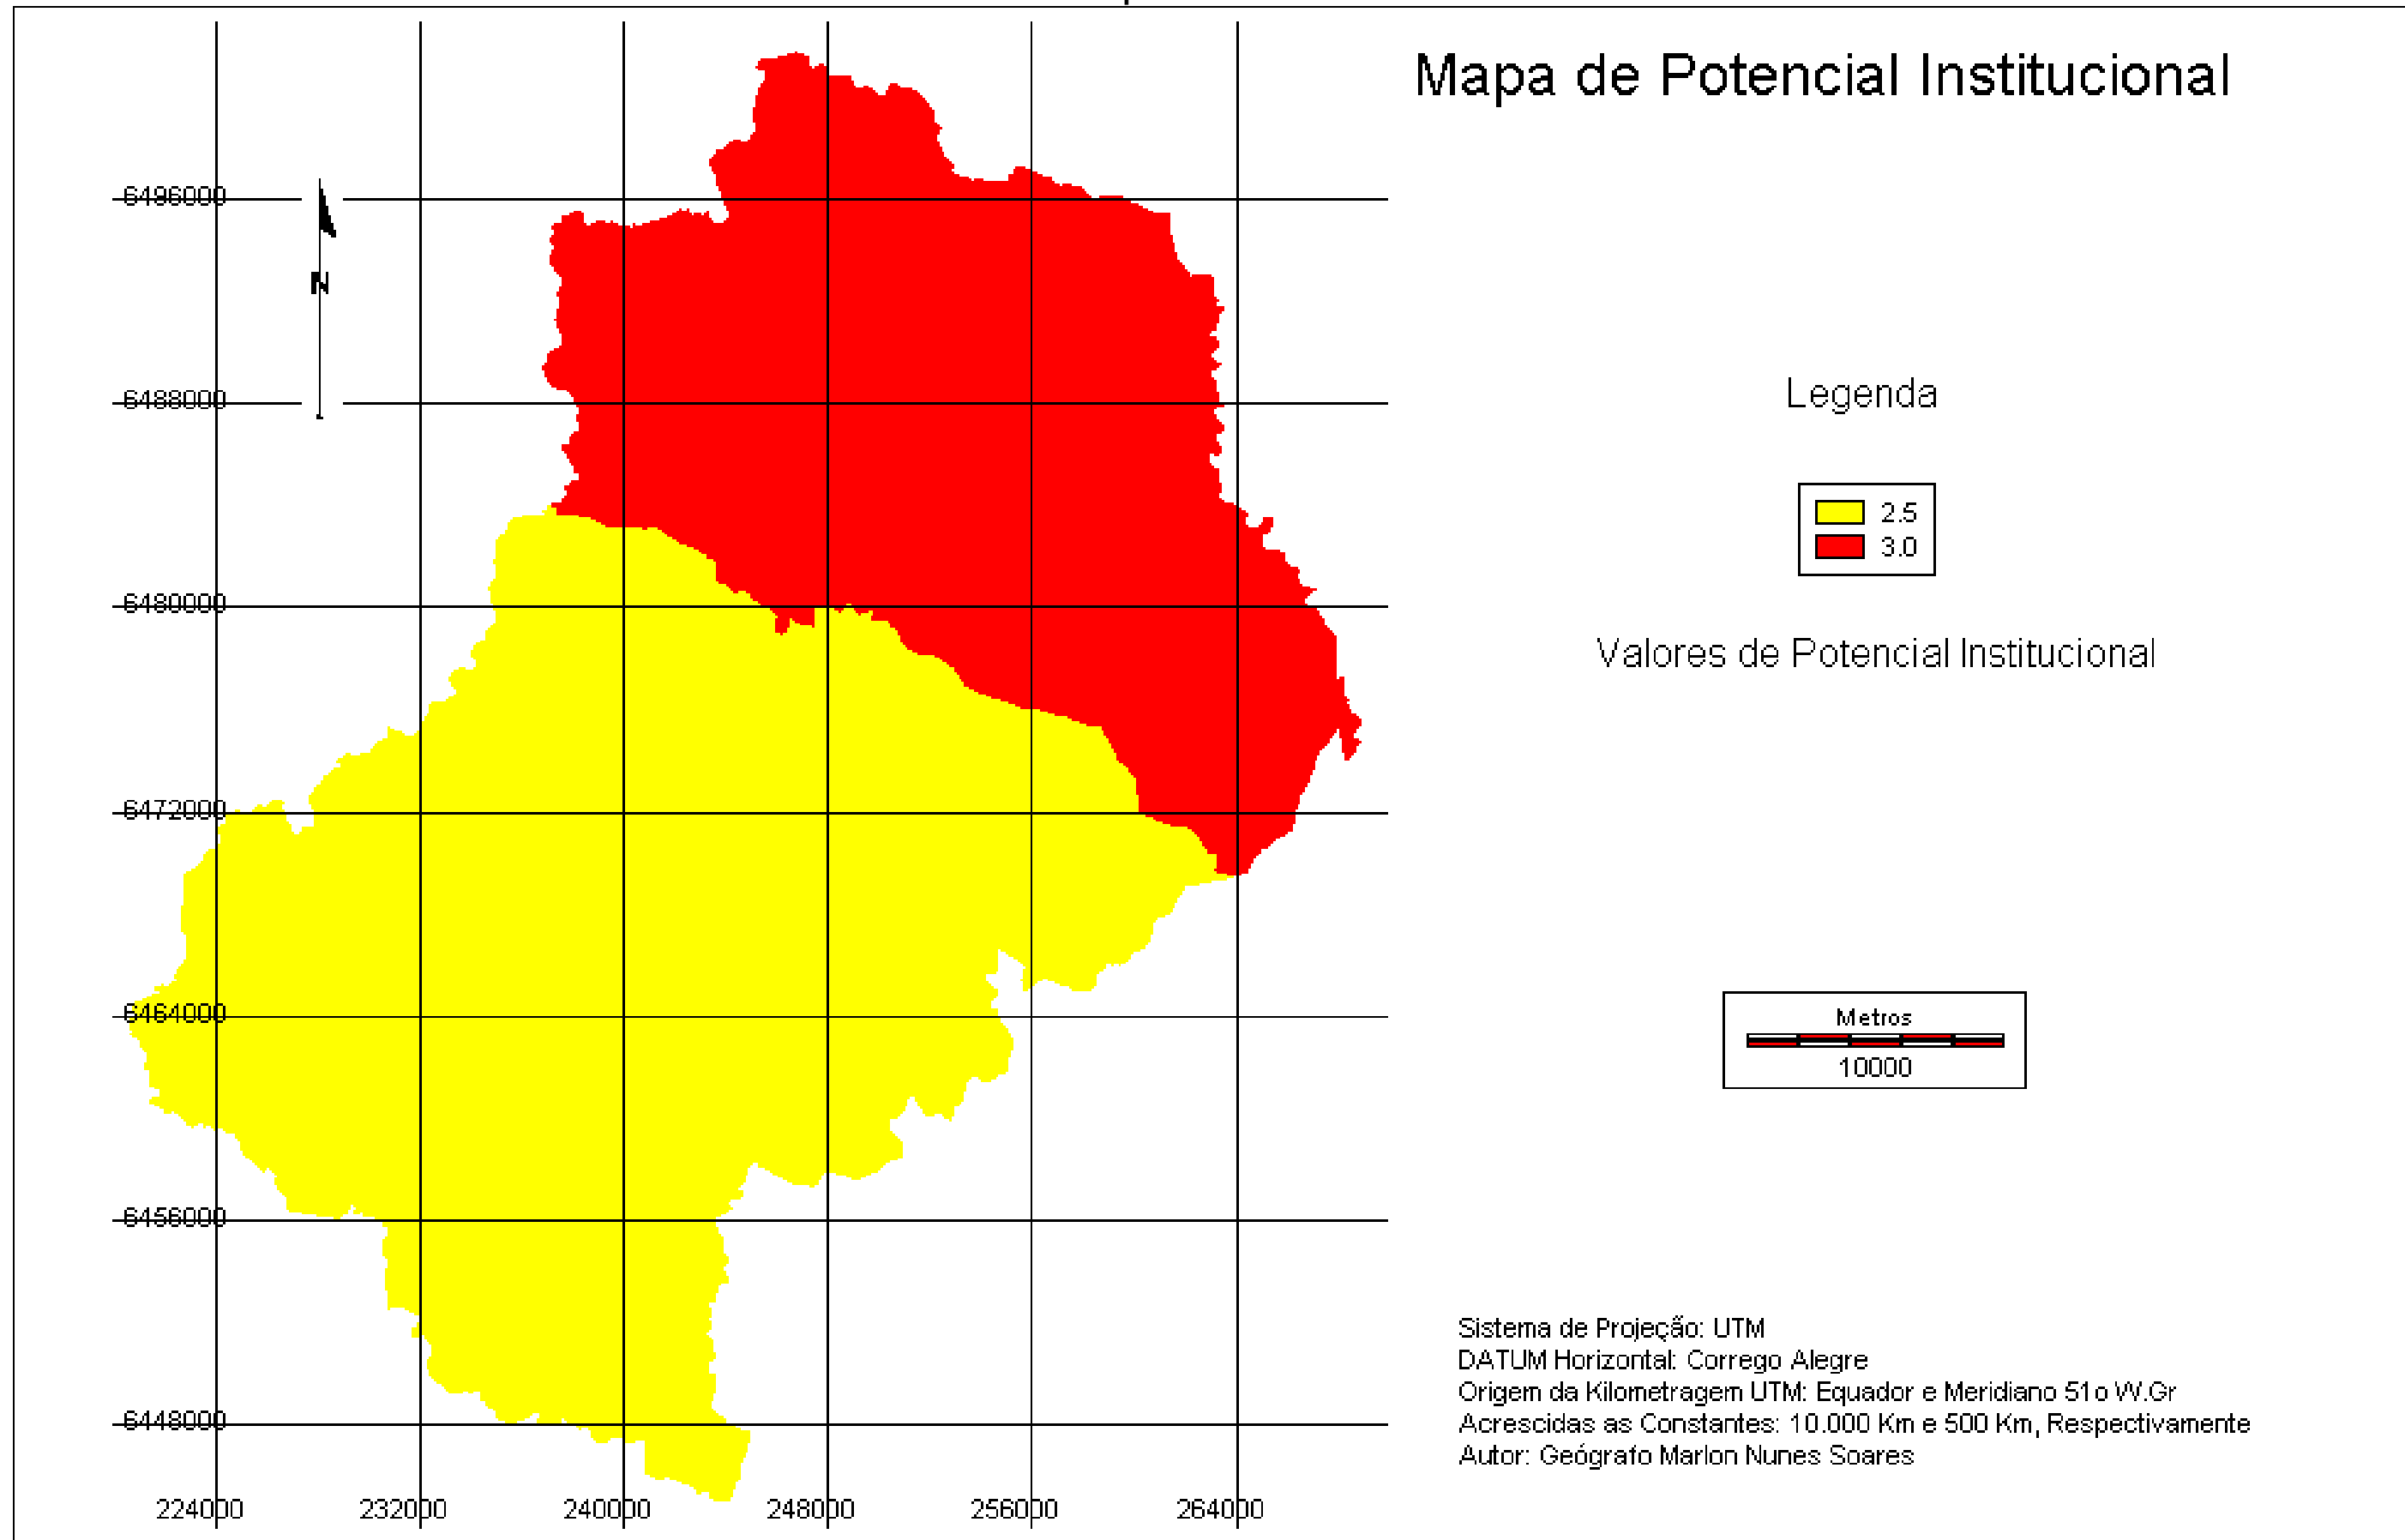 Mapa de Potencial Institucional
6496000
N
6488000
Legenda
2.5
3.0
6480000
Valores de Potencial Institucional
6472000
6464000
Metros
10000
6456000
Sistema de Projeção: UTM
DATUM Horizontal: Corrego Alegre
Origem da Kilometragem UTM: Equador e Meridiano 51o W.Gr
Acrescidas as Constantes: 10.000 Km e 500 Km, Respectivamente
Autor: Geógrafo Marlon Nunes Soares
6448000
224000 232000 240000 248000 256000 264000